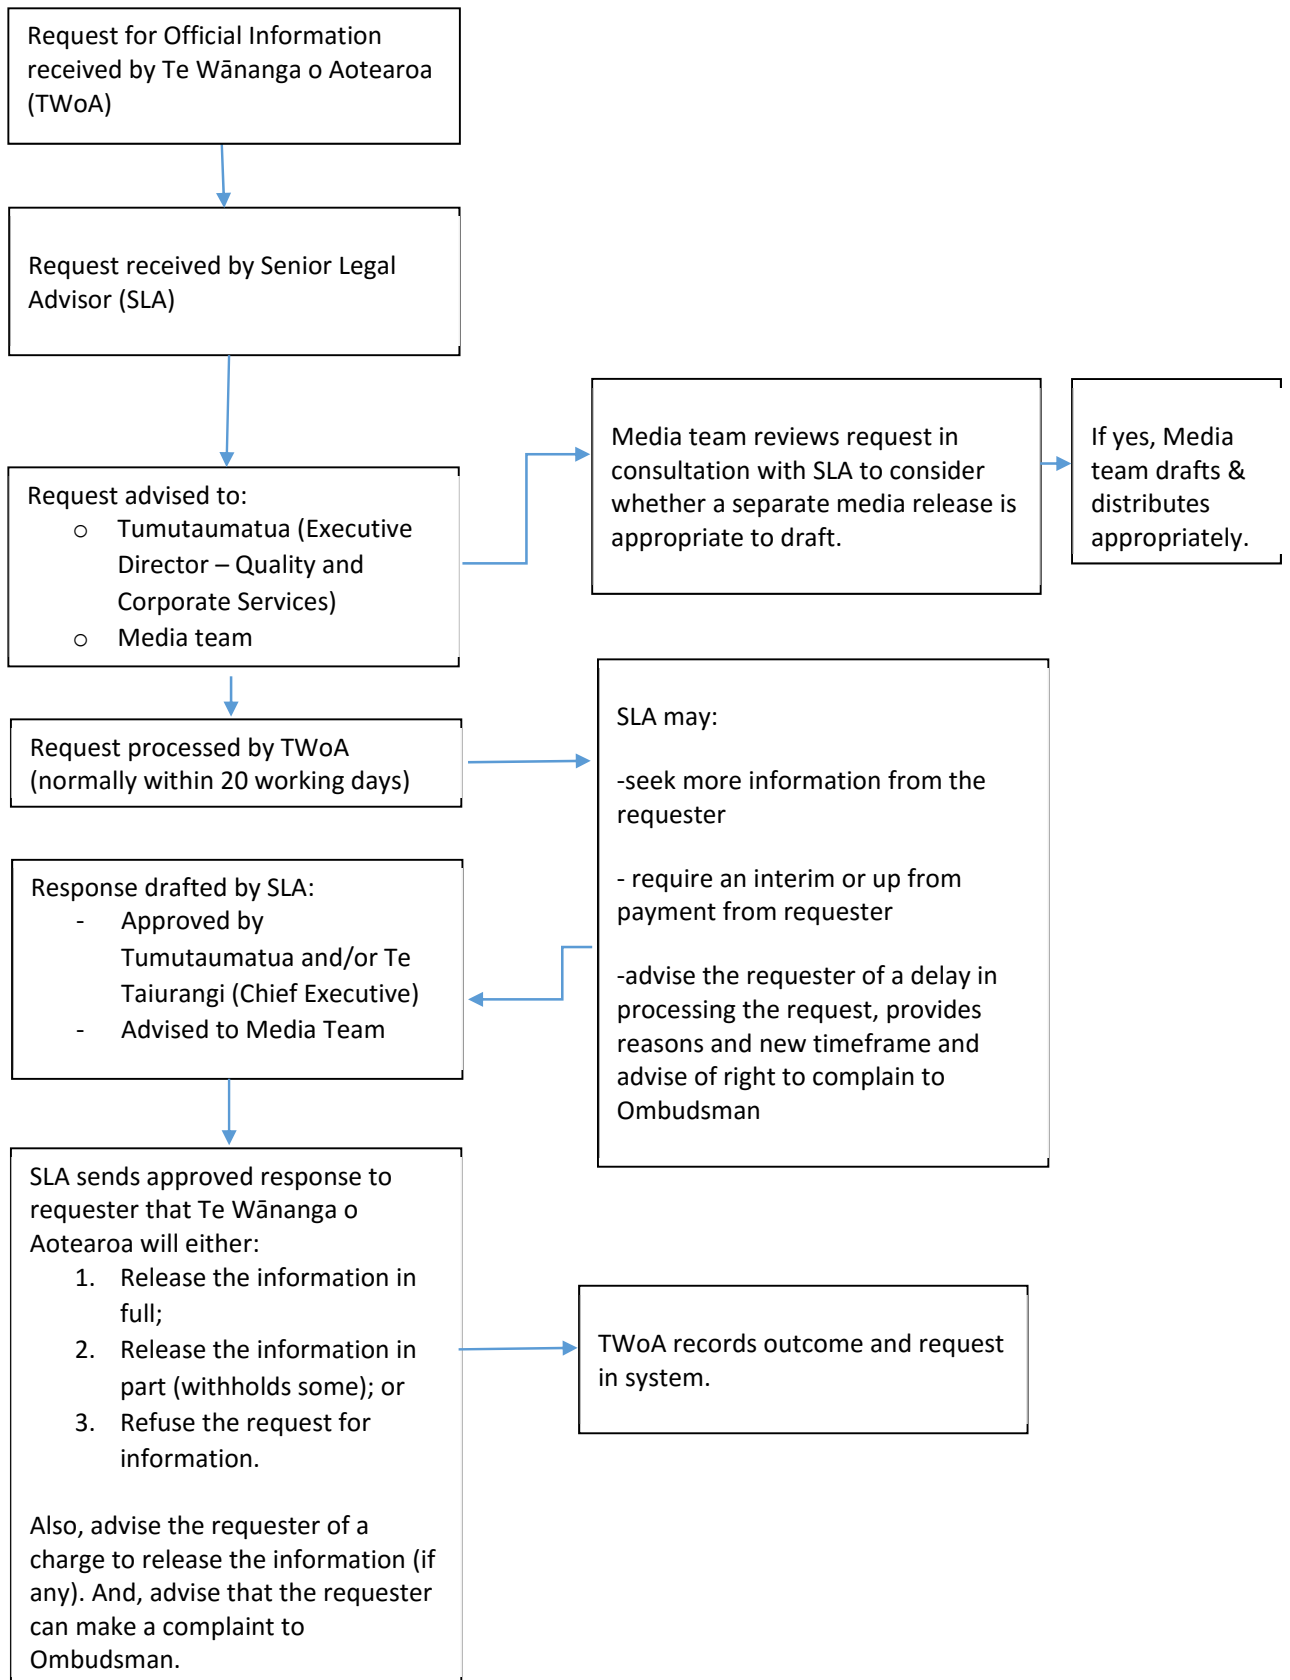 Request for Official Information
received by Te Wānanga o Aotearoa
(TWoA)
Request received by Senior Legal
Advisor (SLA)
Request advised to:
o Tumutaumatua (Executive
Director – Quality and
Corporate Services)
o Media team
Media team reviews request in
consultation with SLA to consider
whether a separate media release is
appropriate to draft.
If yes, Media
team drafts &
distributes
appropriately.
Request processed by TWoA
(normally within 20 working days)
SLA may:
-seek more information from the
requester
- require an interim or up from
payment from requester
-advise the requester of a delay in
processing the request, provides
reasons and new timeframe and
advise of right to complain to
Ombudsman
Response drafted by SLA:
- Approved by
Tumutaumatua and/or Te
Taiurangi (Chief Executive)
- Advised to Media Team
SLA sends approved response to
requester that Te Wānanga o
Aotearoa will either:
1. Release the information in
full;
2. Release the information in
part (withholds some); or
3. Refuse the request for
information.
Also, advise the requester of a
charge to release the information (if
any). And, advise that the requester
can make a complaint to
Ombudsman.
TWoA records outcome and request
in system.